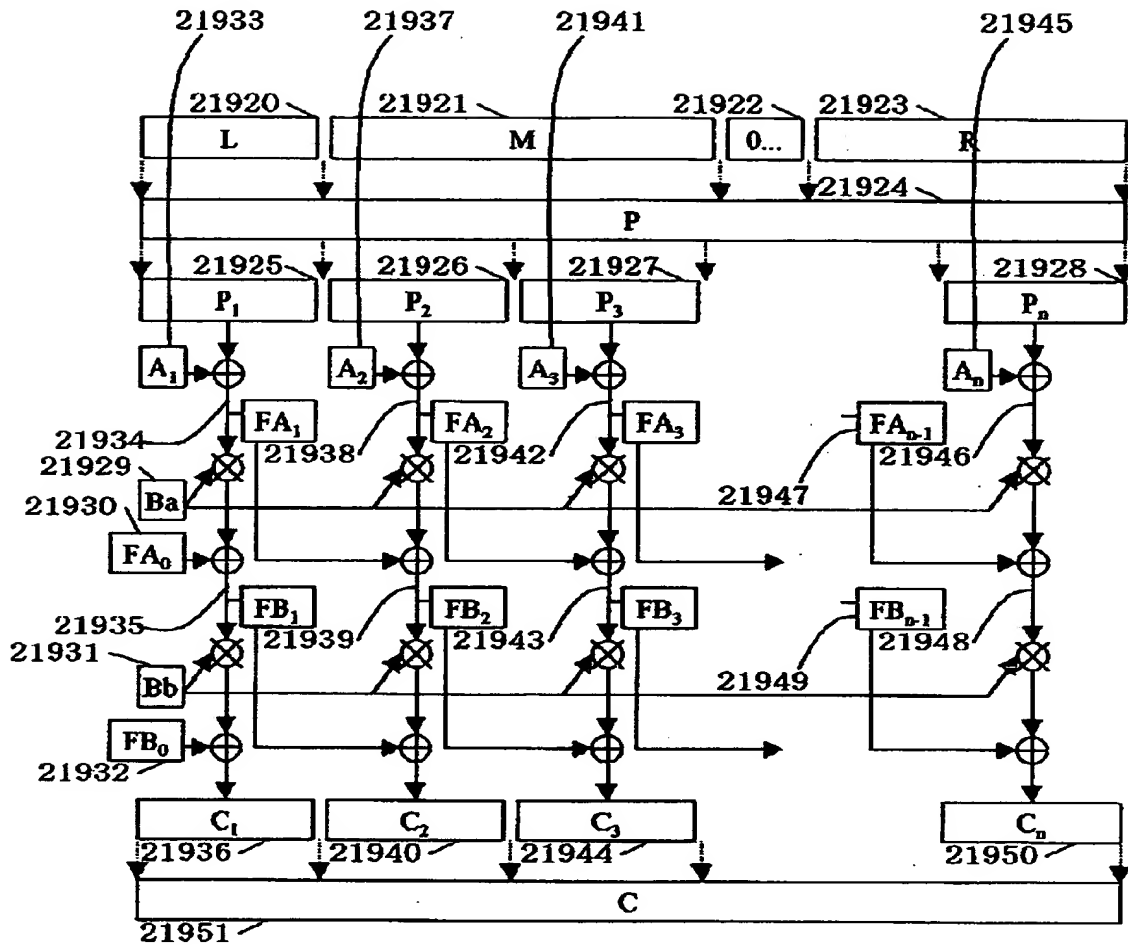 21933 21937 21941 21945
21920 21921 21922 21923
L M 0... R
21924
P
21925 21926 21927 21928
P1 P2 P3 Pn
A1 A2 A3 An
21934 FA1 21938 FA2 21942 FA3 FAn-1 21946
21929
Ba 21947
21930
FA0
21935 FB1 21939 FB2 21943 FB3 FBn-1 21948
21931
Bb 21949
FB0
21932
C1 C2 C3 Cn
21936 21940 21944 21950
C
21951